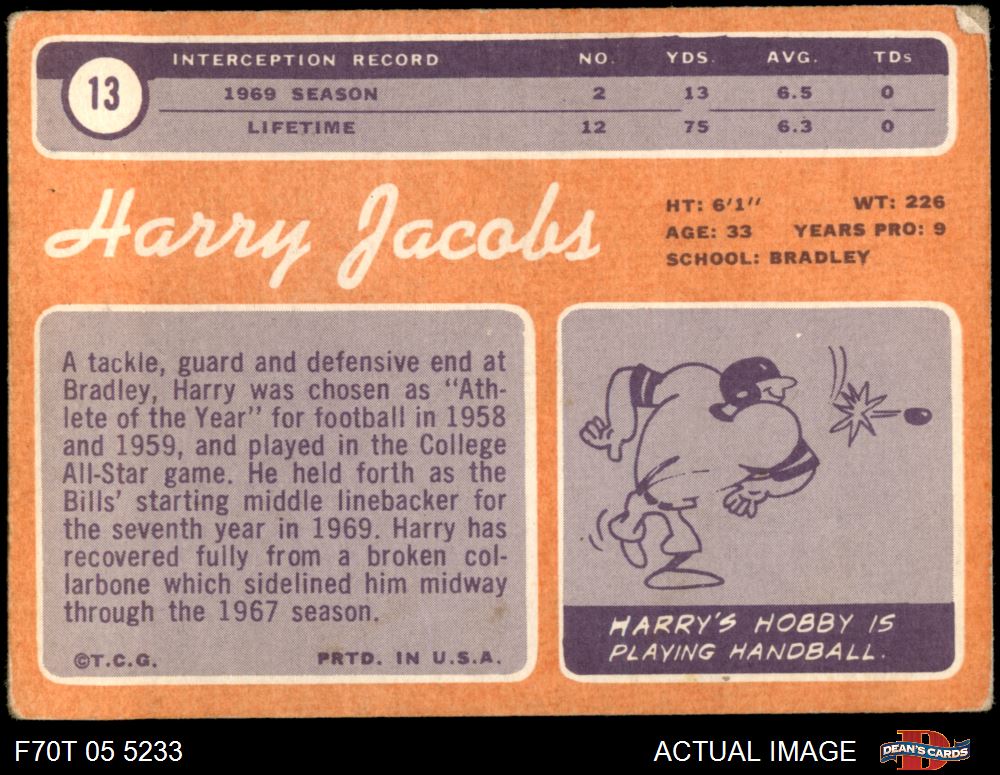 13
INTERCEPTION RECORD NO. YDS. AVG. TDs
1969 SEASON 2 13 6.5 0
LIFETIME 12 75 6.3 0
Harry Jacobs
HT: 6'1" WT: 226
AGE: 33 YEARS PRO: 9
SCHOOL: BRADLEY
A tackle, guard and defensive end at
Bradley, Harry was chosen as "Ath-
lete of the Year" for football in 1958
and 1959, and played in the College
All-Star game. He held forth as the
Bills' starting middle linebacker for
the seventh year in 1969. Harry has
recovered fully from a broken col-
larbone which sidelined him midway
through the 1967 season.
©T.C.G. PRTD. IN U.S.A.
HARRY'S HOBBY IS
PLAYING HANDBALL.
F70T 05 5233 ACTUAL IMAGE DEAN'S CARDS